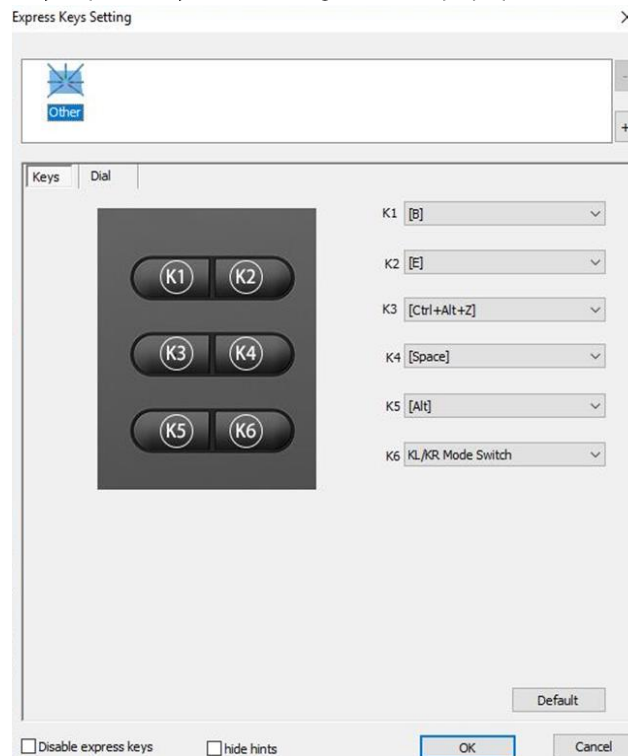 Express Keys Setting
Other
-
+
Keys Dial
K1 [B]
K2 [E]
K3 [Ctrl+Alt+Z]
K4 [Space]
K5 [Alt]
K6 KL/KR Mode Switch
K1 K2
K3 K4
K5 K6
Default
Disable express keys
hide hints
OK
Cancel